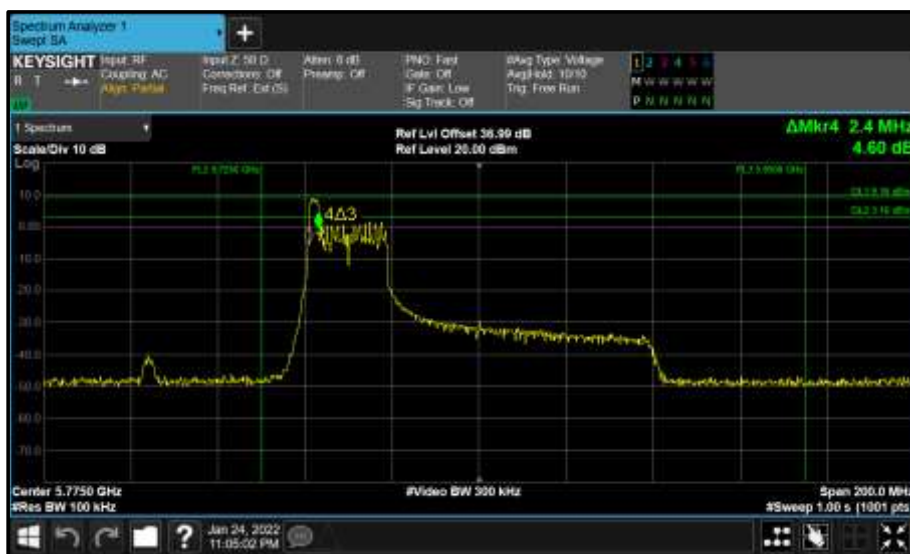 Spectrum Analyzer 1
Swept SA
+
KEYSIGHT Input: RF
R T Coupling: AC
Align: Partial
Input Z: 50 Ω
Corrections: Off
Freq Ref: Ext (S)
Atten: 0 dB
Preamp: Off
PNO: Fast
Gate: Off
IF Gain: Low
Sig Track: Off
#Avg Type: Voltage
Avg|Hold: 10/10
Trig: Free Run
1 2 3 4 5 6
M W W W W W
P N N N N N
1 Spectrum
Scale/Div 10 dB
Log
Ref Lvl Offset 36.99 dB
Ref Level 20.00 dBm
ΔMkr4 2.4 MHz
4.60 dB
10.0
0.00
-10.0
-20.0
-30.0
-40.0
-50.0
-60.0
-70.0
4Δ3
Center 5.7750 GHz
#Res BW 100 kHz
#Video BW 300 kHz
Span 200.0 MHz
#Sweep 1.00 s (1001 pts
?
Jan 24, 2022
11:05:02 PM